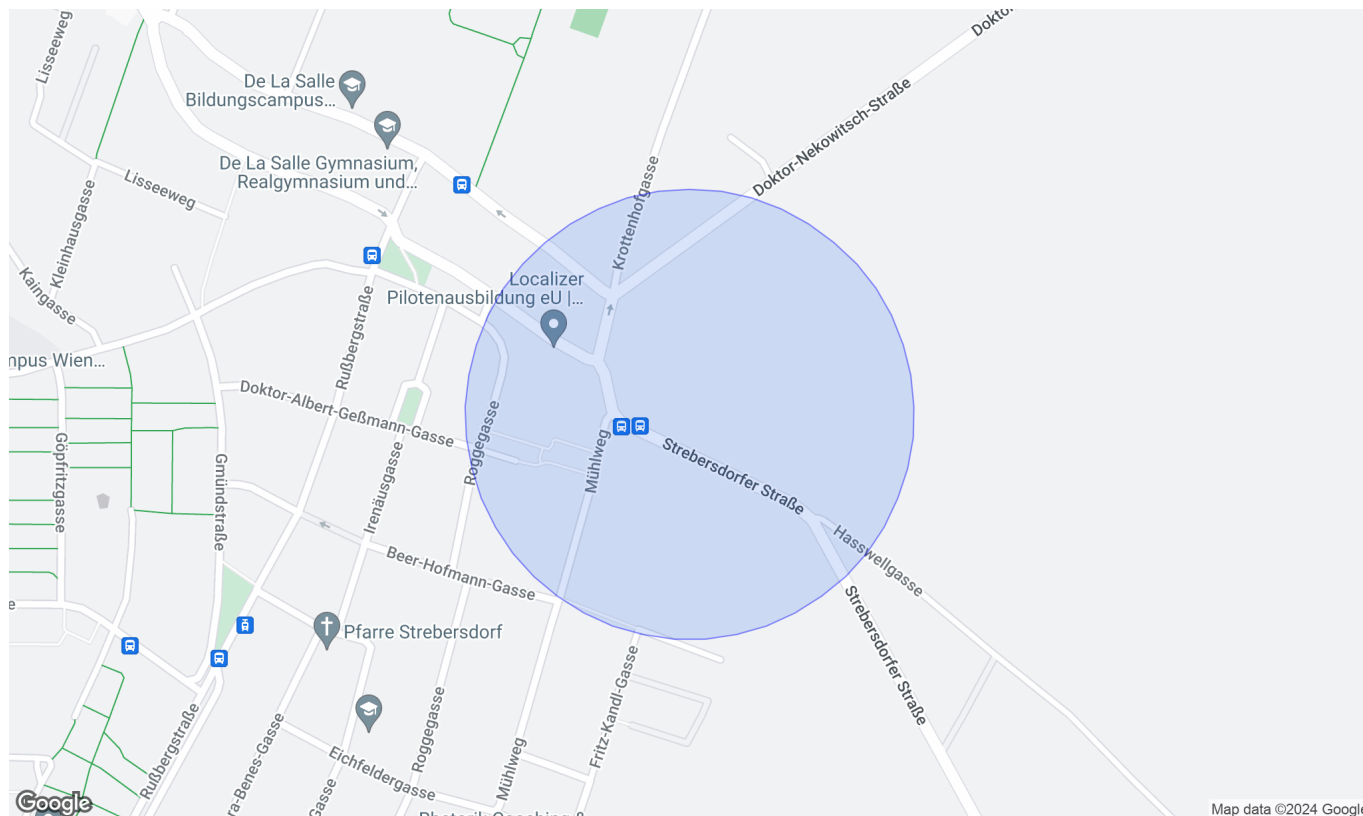 Lisseeweg
De La Salle
Bildungscampus...
De La Salle Gymnasium,
Realgymnasium und...
Lisseeweg
Kleinhausgasse
Kaingasse
Krottenhofgasse
Doktor-Nekowitsch-Straße
Localizer
Pilotenausbildung eU |...
Rußbergstraße
Doktor-Albert-Geßmann-Gasse
Göpfritzgasse
Gmündstraße
Irenäusgasse
Roggegasse
Mühlweg
Strebersdorfer Straße
Hasswellgasse
Beer-Hofmann-Gasse
Pfarre Strebersdorf
Strebersdorfer Straße
Fritz-Kandl-Gasse
Roggegasse
Rußbergstraße
Eichfeldergasse
Mühlweg
Gasse
Google
Map data ©2024 Google